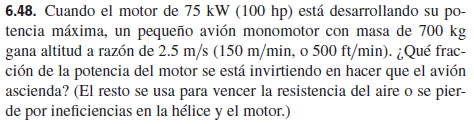 6.48. Cuando el motor de 75 kW (100 hp) está desarrollando su po-
tencia máxima, un pequeño avión monomotor con masa de 700 kg
gana altitud a razón de 2.5 m/s (150 m/min, o 500 ft/min). ¿Qué frac-
ción de la potencia del motor se está invirtiendo en hacer que el avión
ascienda? (El resto se usa para vencer la resistencia del aire o se pier-
de por ineficiencias en la hélice y el motor.)